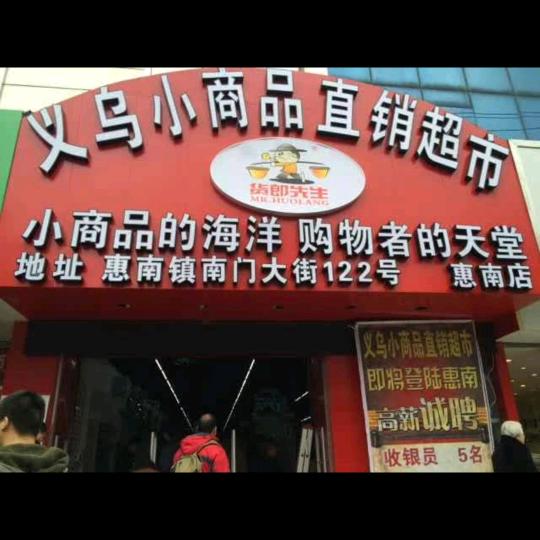 义乌小商品直销超市
货郎先生
MR.HUOLANG
小商品的海洋 购物者的天堂
地址 惠南镇南门大街122号 惠南店
义乌小商品直销超市
即将登陆惠南
高薪诚聘
收银员 5名